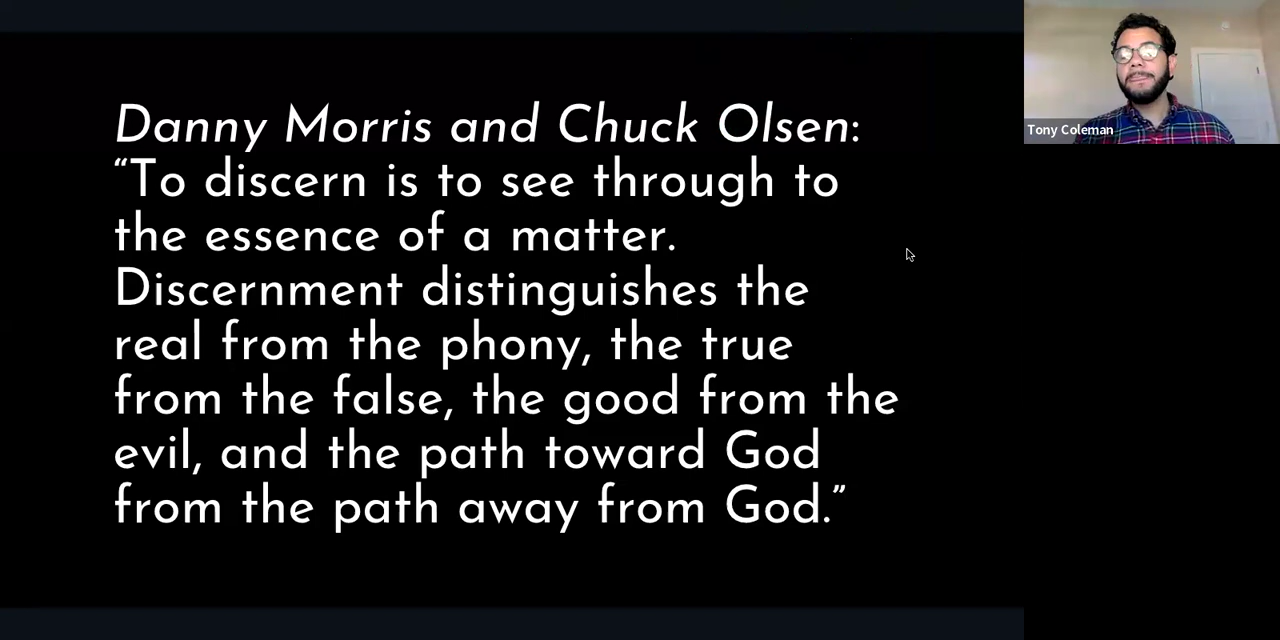 Danny Morris and Chuck Olsen:
“To discern is to see through to
the essence of a matter.
Discernment distinguishes the
real from the phony, the true
from the false, the good from the
evil, and the path toward God
from the path away from God.”
Tony Coleman